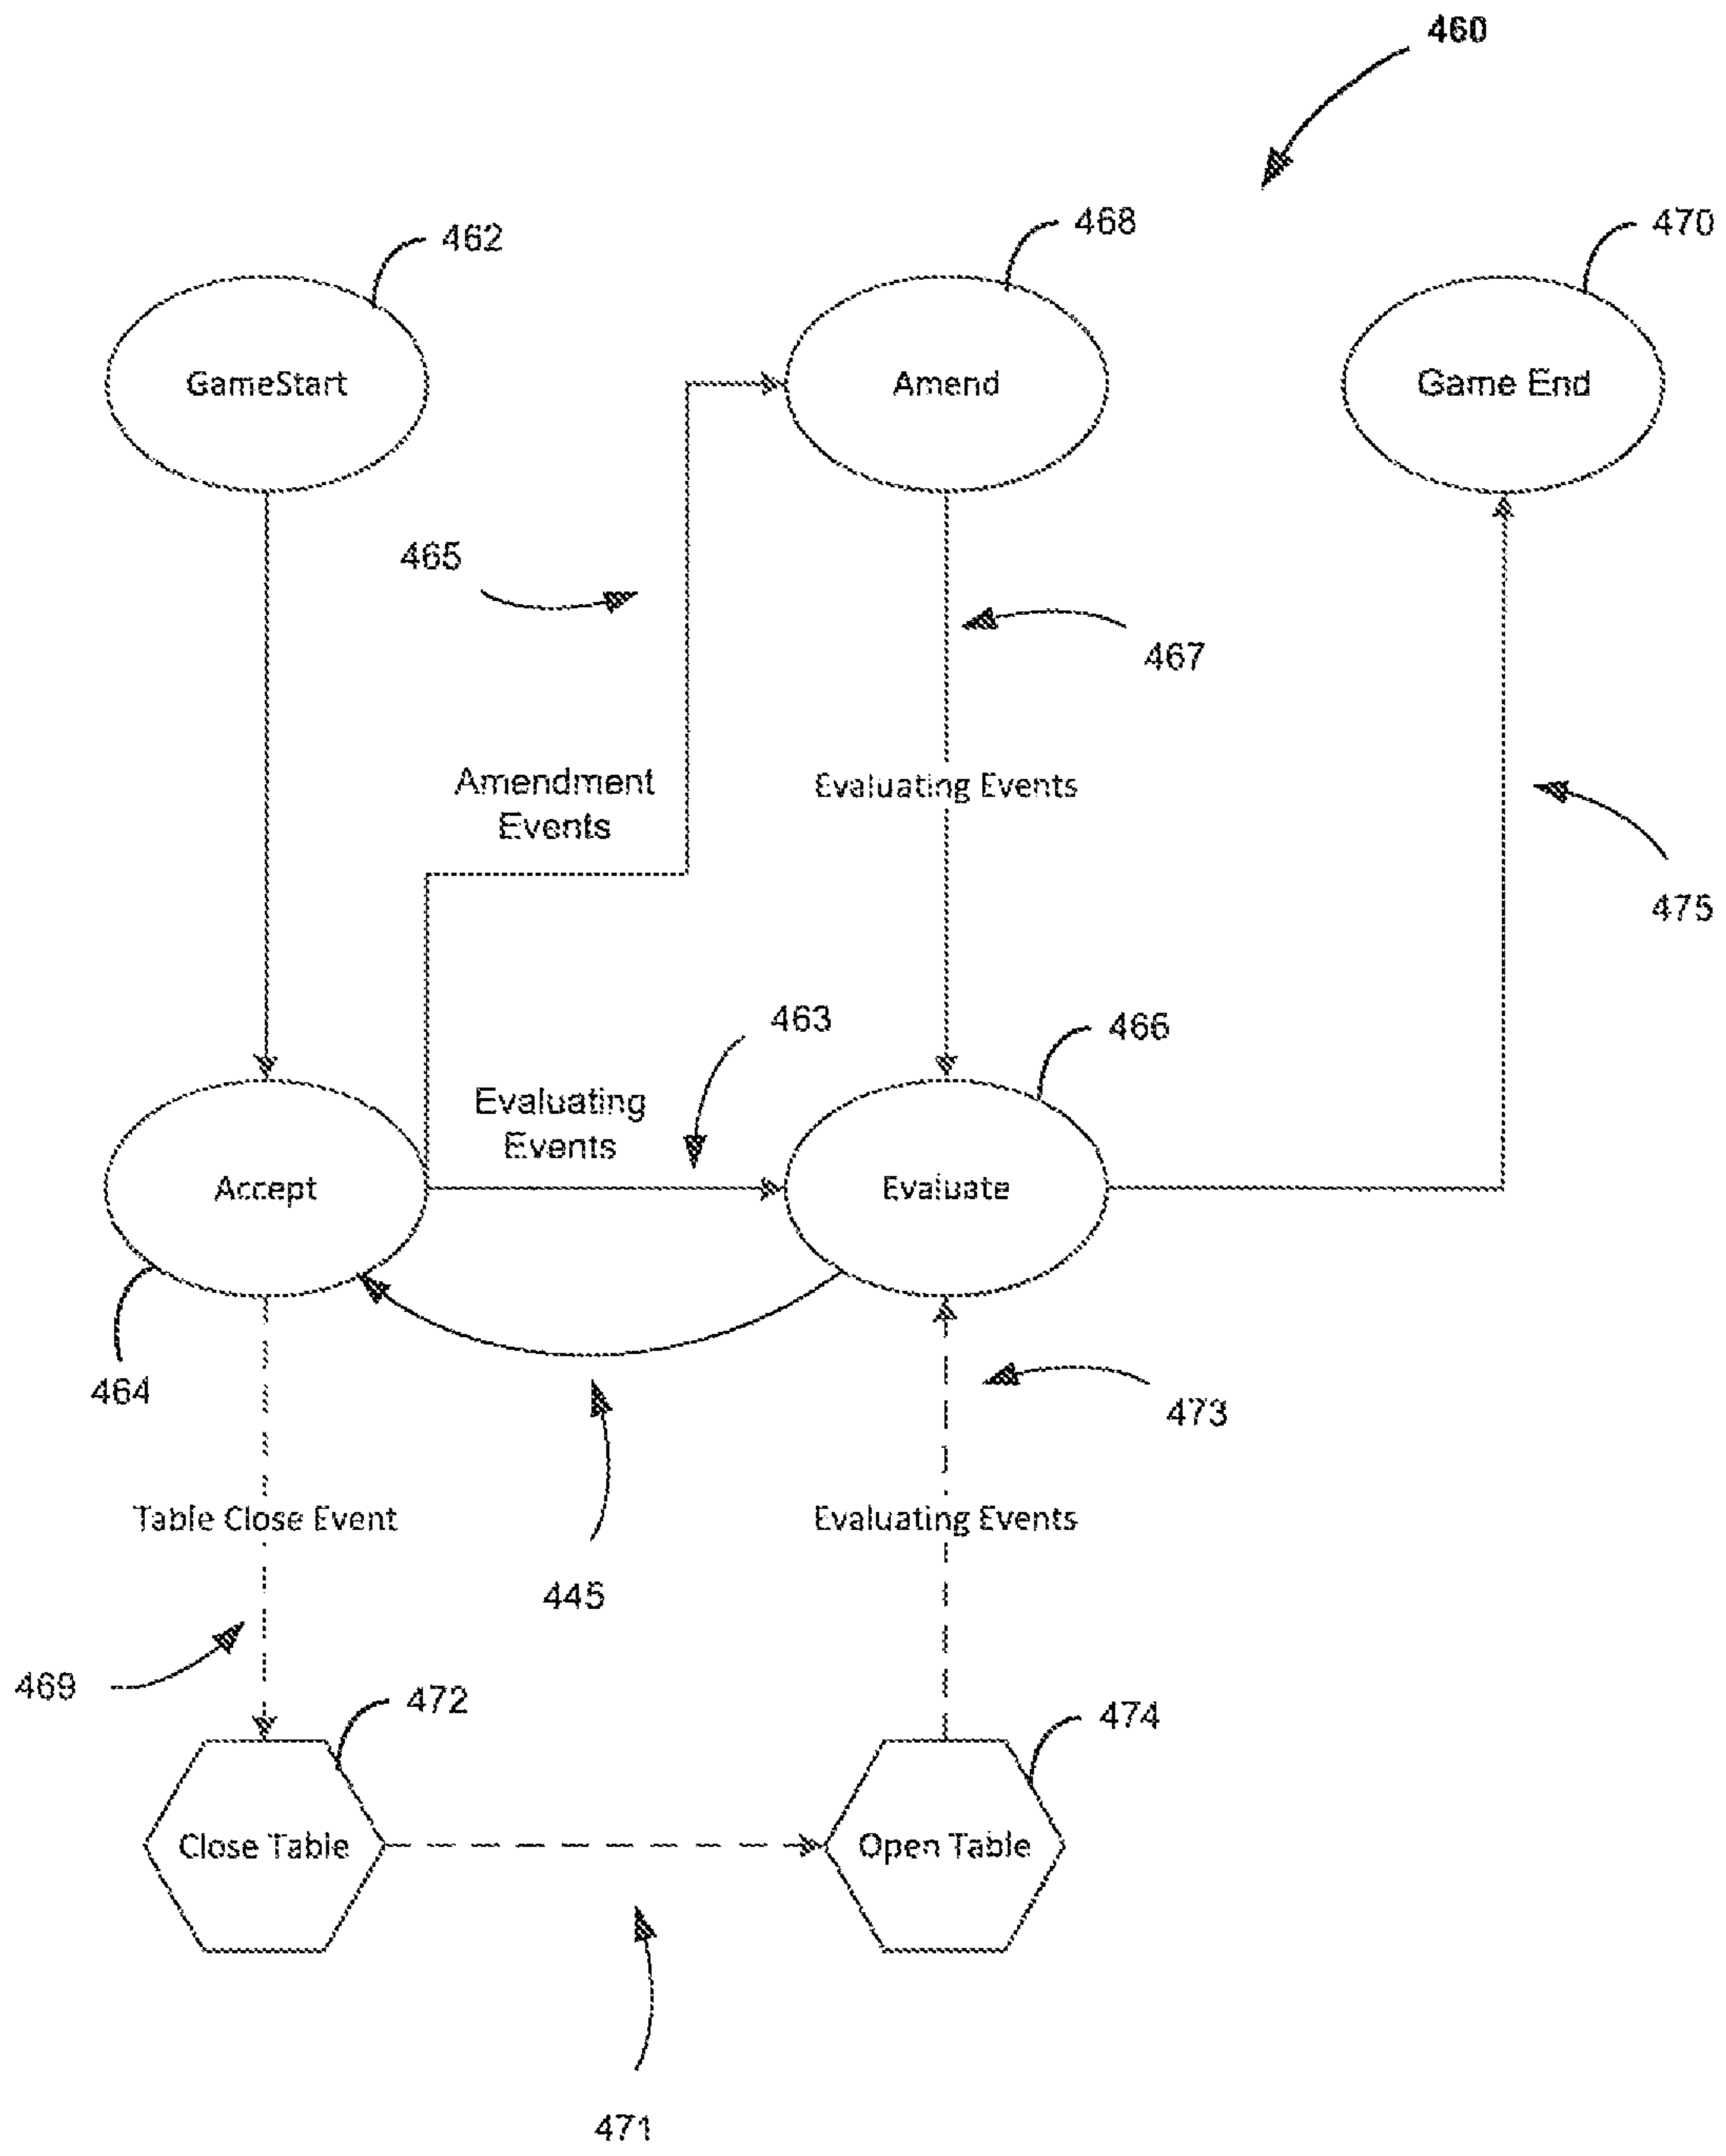 460
462
468
470
GameStart
Amend
Game End
465
467
Amendment
Events
Evaluating Events
475
463
466
Evaluating
Events
Accept
Evaluate
464
473
Table Close Event
Evaluating Events
445
469
472
474
Close Table
Open Table
471